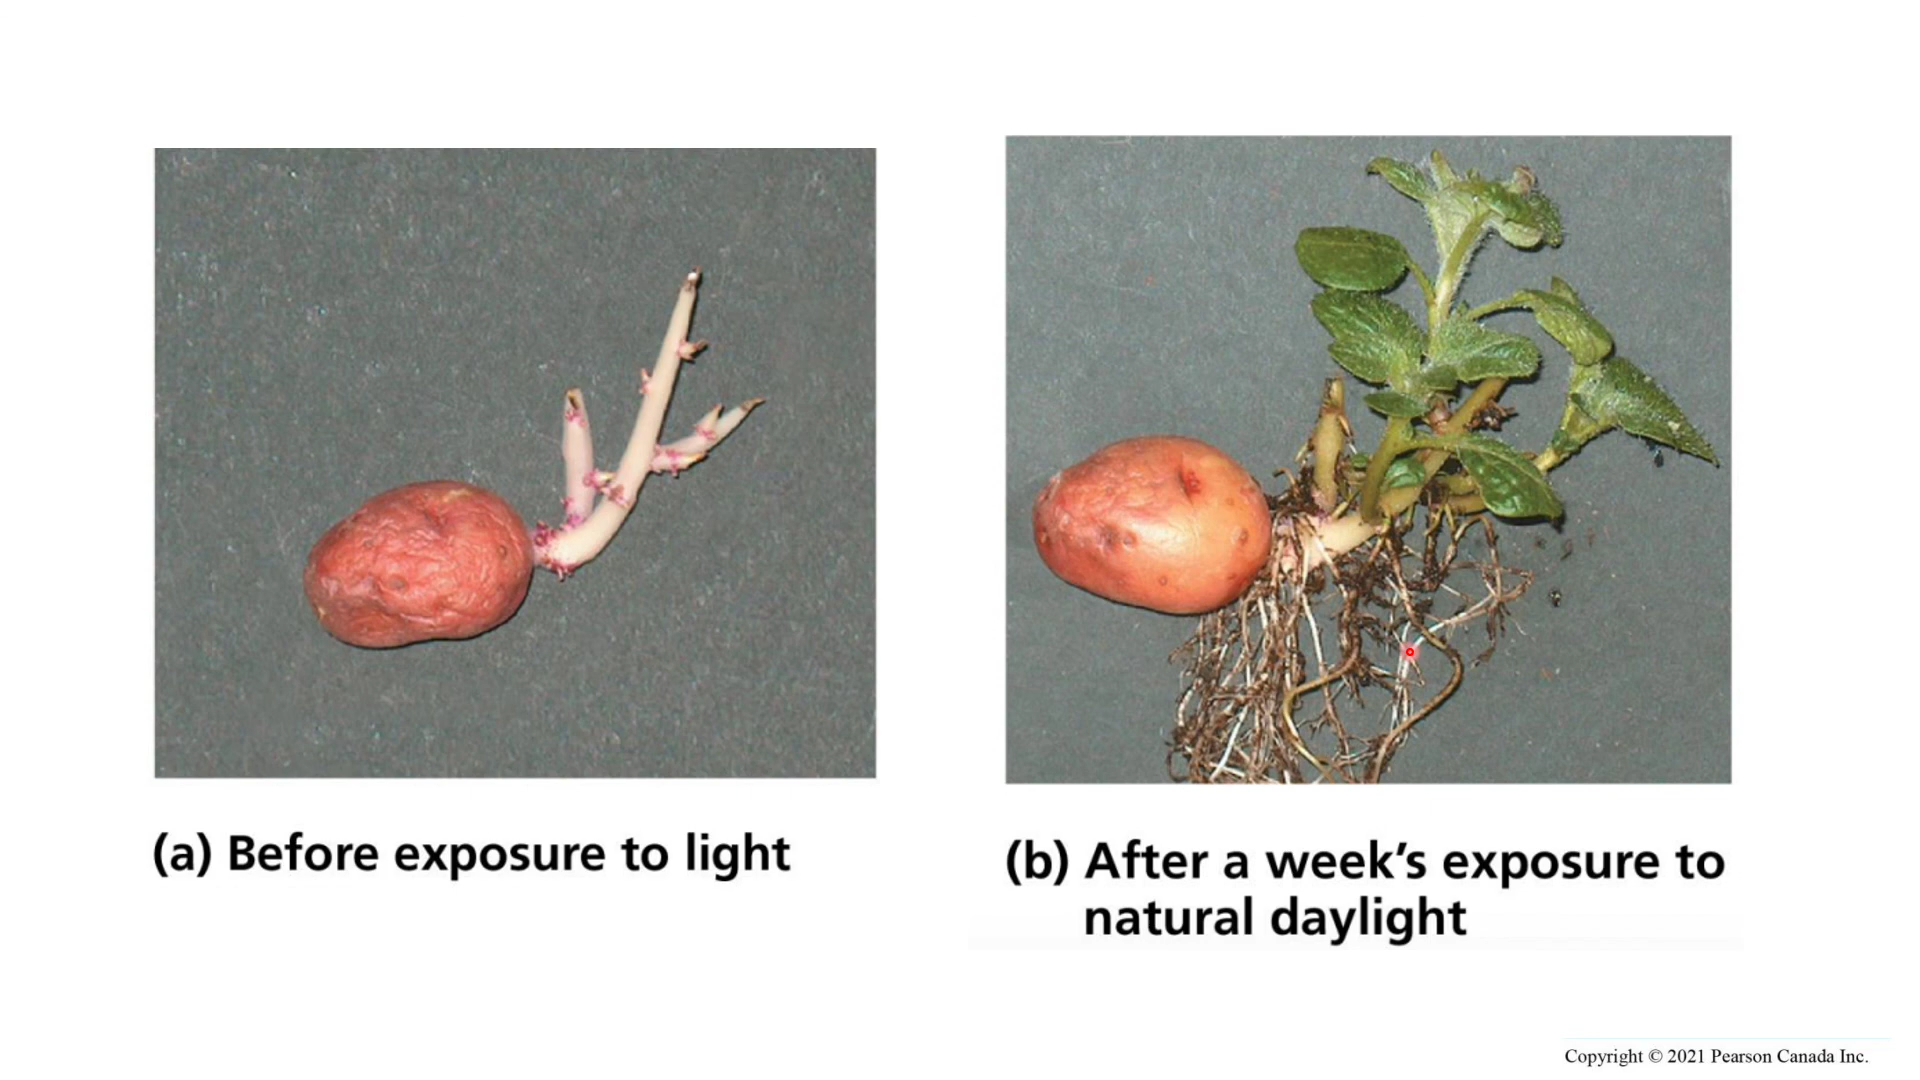 (a) Before exposure to light
(b) After a week’s exposure to
natural daylight
Copyright © 2021 Pearson Canada Inc.